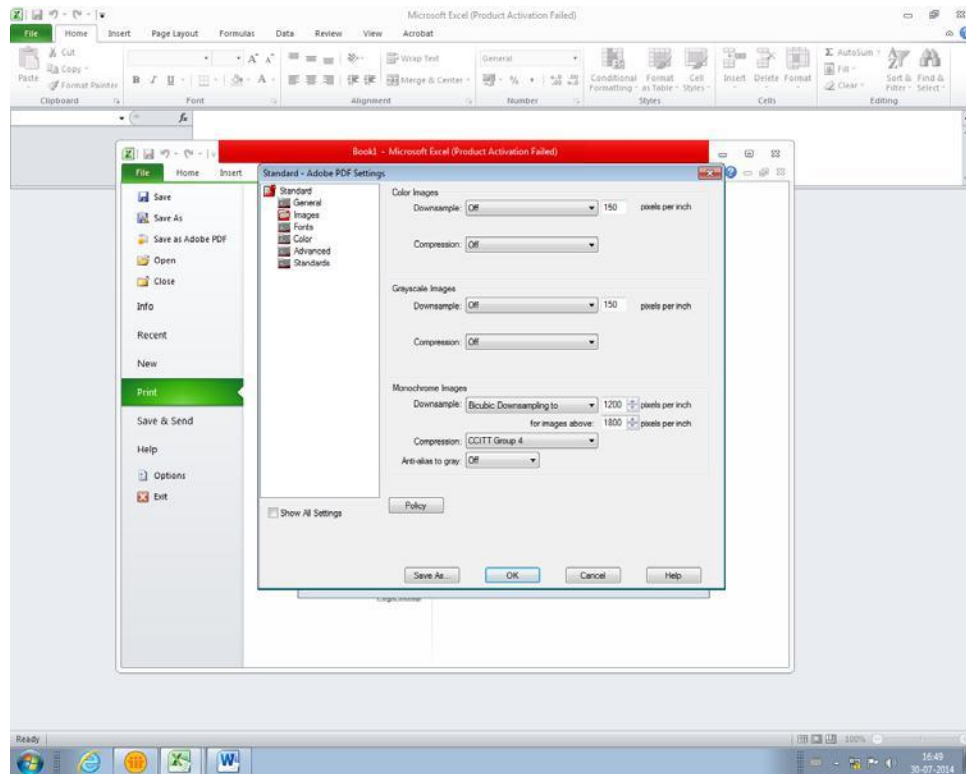 Microsoft Excel (Product Activation Failed)
File Home Insert Page Layout Formulas Data Review View Acrobat
Cut
Copy
Format Painter
Paste
Wrap Text
Merge & Center
General
Conditional Formatting
Format as Table
Cell Styles
Insert Delete Format
AutoSum
Fill
Clear
Sort & Filter
Find & Select
Clipboard Font Alignment Number Styles Cells Editing
fx
Book1 - Microsoft Excel (Product Activation Failed)
File Home Insert
Save
Save As
Save as Adobe PDF
Open
Close
Info
Recent
New
Print
Save & Send
Help
Options
Exit
Standard - Adobe PDF Settings
Standard
General
Images
Fonts
Color
Advanced
Standards
Show All Settings
Color Images
Downsample: Off 150 pixels per inch
Compression: Off
Grayscale Images
Downsample: Off 150 pixels per inch
Compression: Off
Monochrome Images
Downsample: Bicubic Downsampling to 1200 pixels per inch
for images above: 1800 pixels per inch
Compression: CCITT Group 4
Anti-alias to gray: Off
Policy
Save As... OK Cancel Help
Ready 100%
16:49
30-07-2014